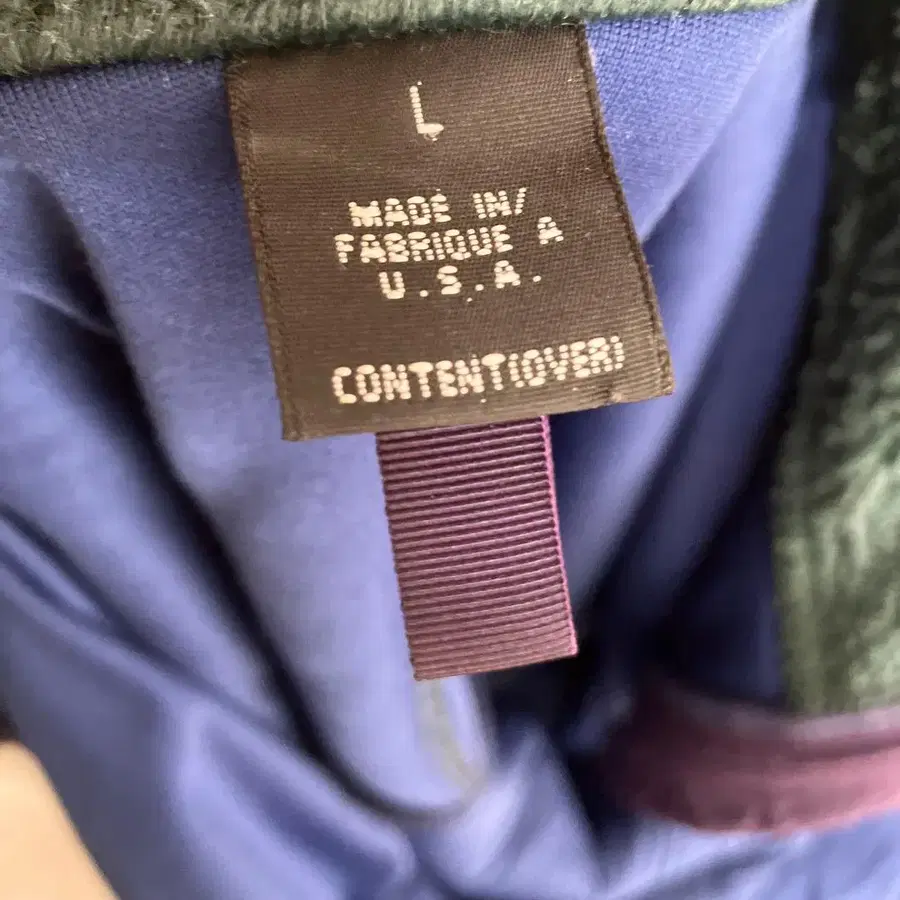 L
MADE IN/
FABRIQUE A
U.S.A.
CONTENT(OVER)